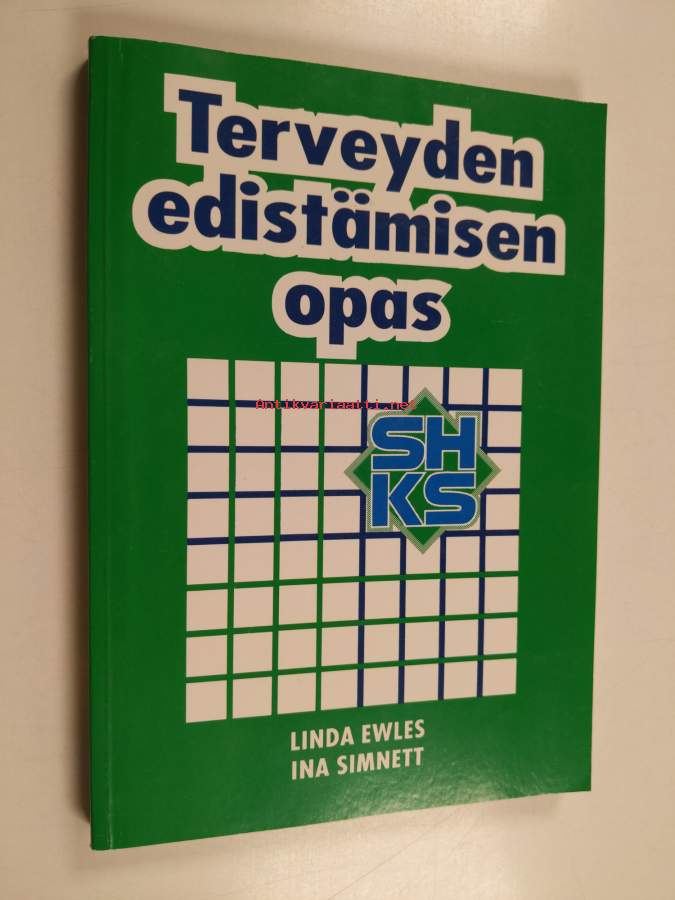 Terveyden
edistämisen
opas
Antikvariaatti.net
SH
KS
LINDA EWLES
INA SIMNETT